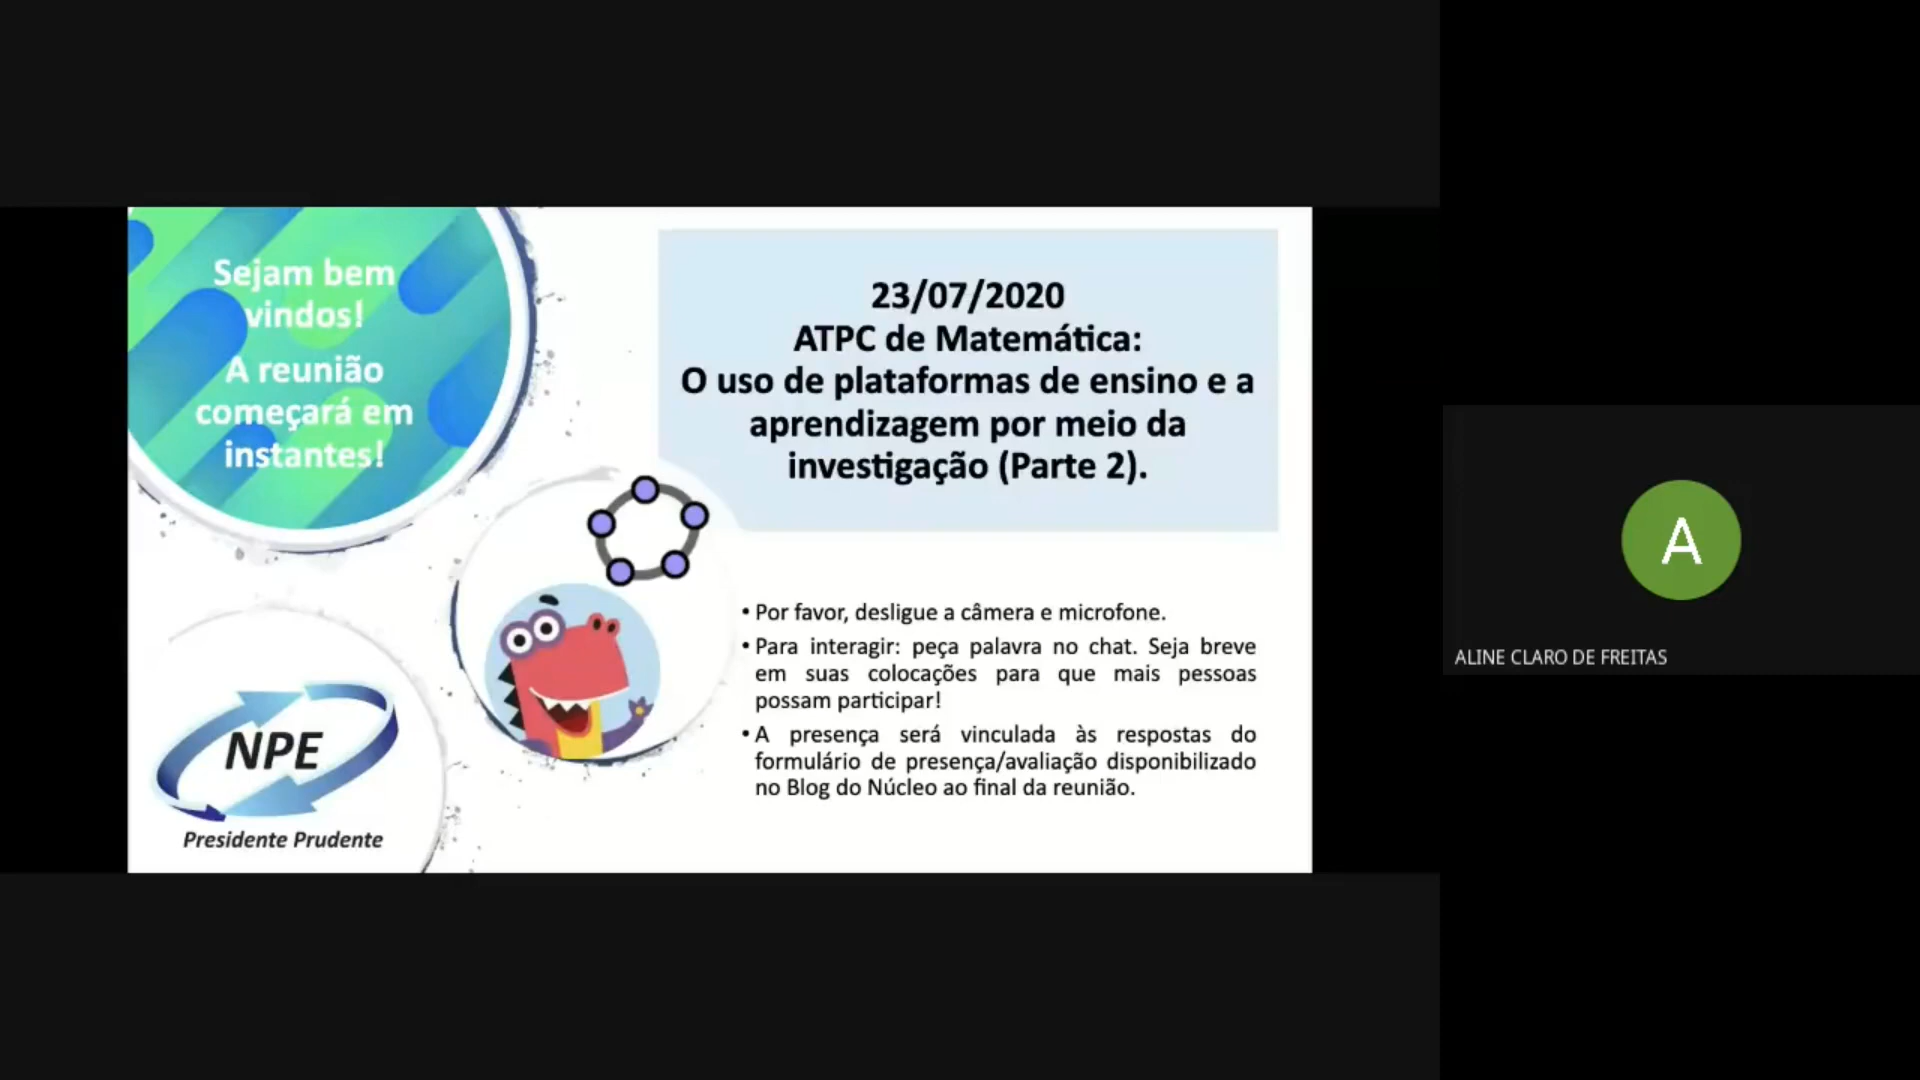 Sejam bem
vindos!
A reunião
começará em
instantes!
23/07/2020
ATPC de Matemática:
O uso de plataformas de ensino e a
aprendizagem por meio da
investigação (Parte 2).
• Por favor, desligue a câmera e microfone.
• Para interagir: peça palavra no chat. Seja breve
em suas colocações para que mais pessoas
possam participar!
• A presença será vinculada às respostas do
formulário de presença/avaliação disponibilizado
no Blog do Núcleo ao final da reunião.
NPE
Presidente Prudente
A
ALINE CLARO DE FREITAS